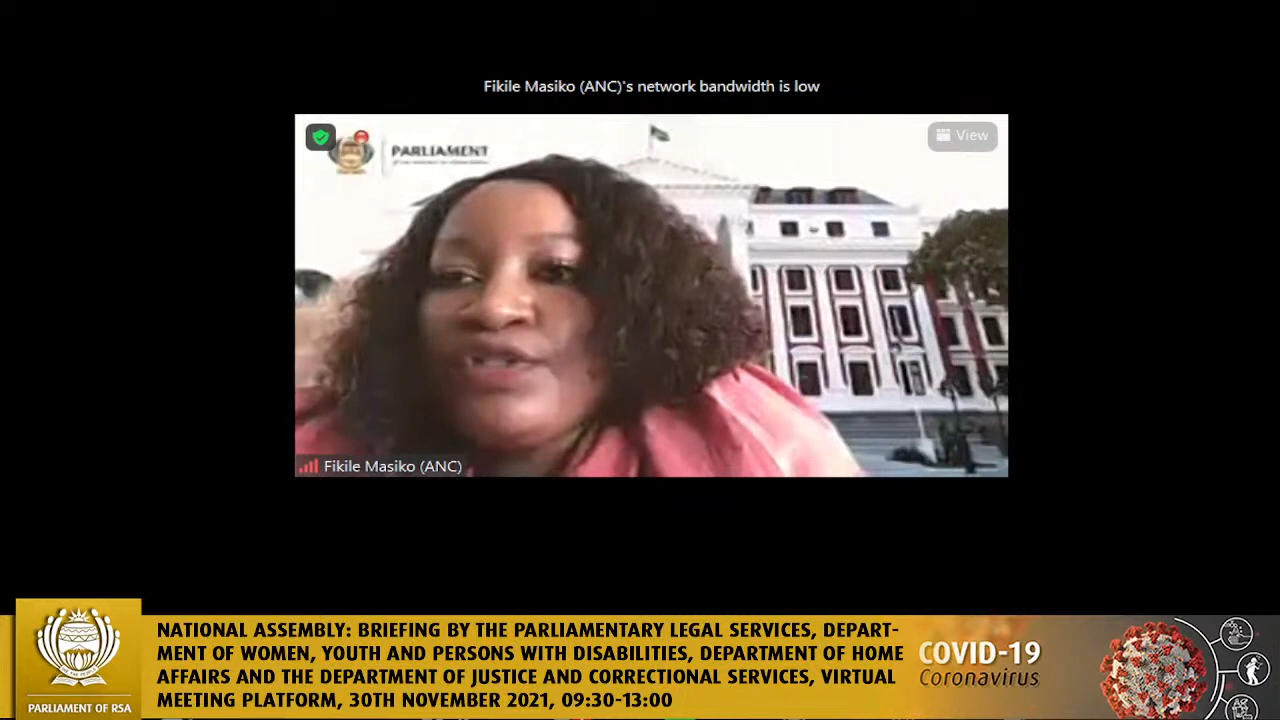 Fikile Masiko (ANC)'s network bandwidth is low
PARLIAMENT
View
Fikile Masiko (ANC)
NATIONAL ASSEMBLY: BRIEFING BY THE PARLIAMENTARY LEGAL SERVICES, DEPART-
MENT OF WOMEN, YOUTH AND PERSONS WITH DISABILITIES, DEPARTMENT OF HOME
AFFAIRS AND THE DEPARTMENT OF JUSTICE AND CORRECTIONAL SERVICES, VIRTUAL
MEETING PLATFORM, 30TH NOVEMBER 2021, 09:30-13:00
PARLIAMENT OF RSA
COVID-19
Coronavirus